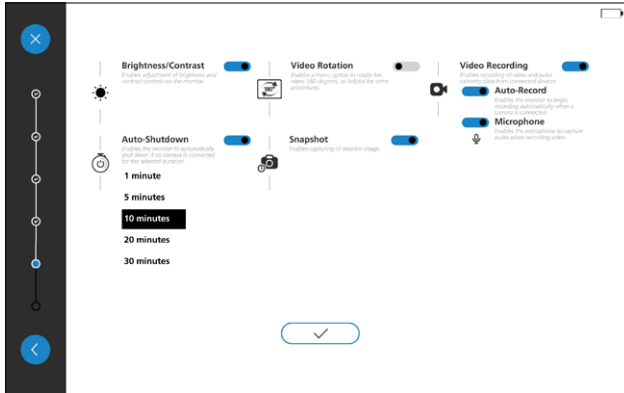 Brightness/Contrast
Enables adjustment of brightness and
contrast controls on the monitor.
Video Rotation
Enables a menu option to rotate live
video 180 degrees, as helpful for some
procedures.
180°
Video Recording
Enables recording of video and pulse
oximetry data from connected devices.
Auto-Record
Enables the monitor to begin
recording automatically when a
camera is connected.
Microphone
Enables the microphone to capture
audio when recording video.
Auto-Shutdown
Enables the monitor to automatically
shut down if no camera is connected
for the selected duration.
1 minute
5 minutes
10 minutes
20 minutes
30 minutes
Snapshot
Enables capturing of monitor image.